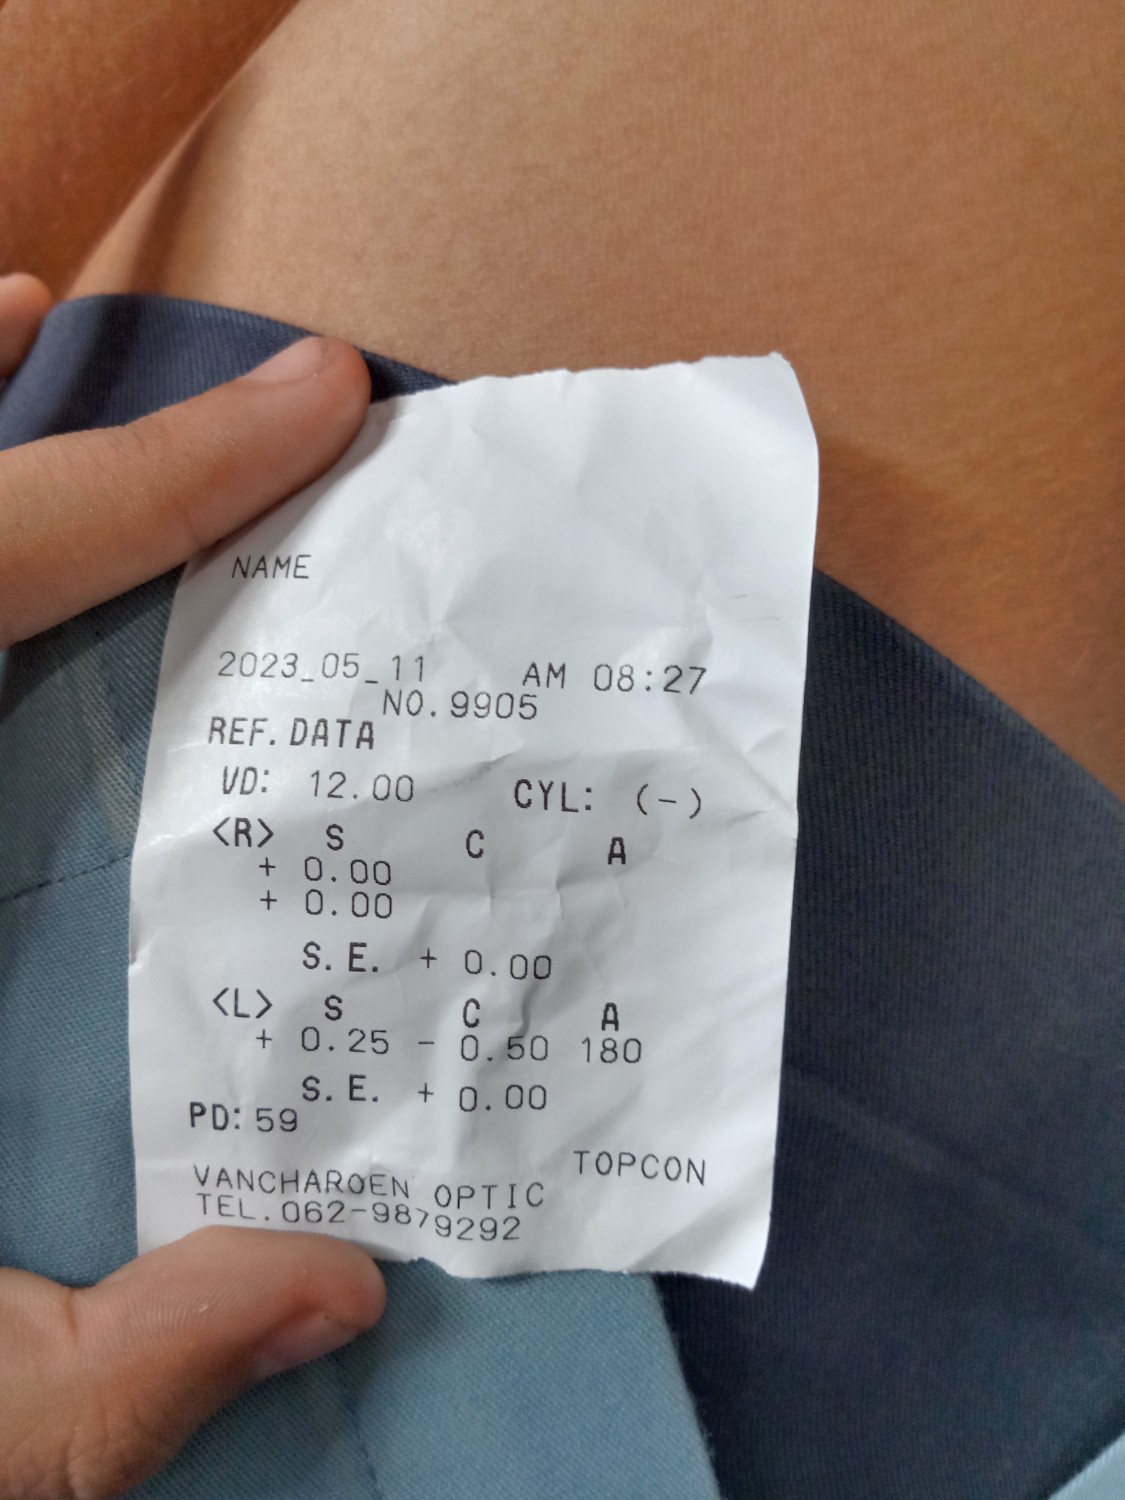 NAME
2023_05_11 AM 08:27
NO.9905
REF. DATA
VD: 12.00 CYL: (-)
<R> S C A
+ 0.00
+ 0.00
S.E. + 0.00
<L> S C A
+ 0.25 - 0.50 180
S.E. + 0.00
PD: 59
TOPCON
VANCHAROEN OPTIC
TEL.062-9879292